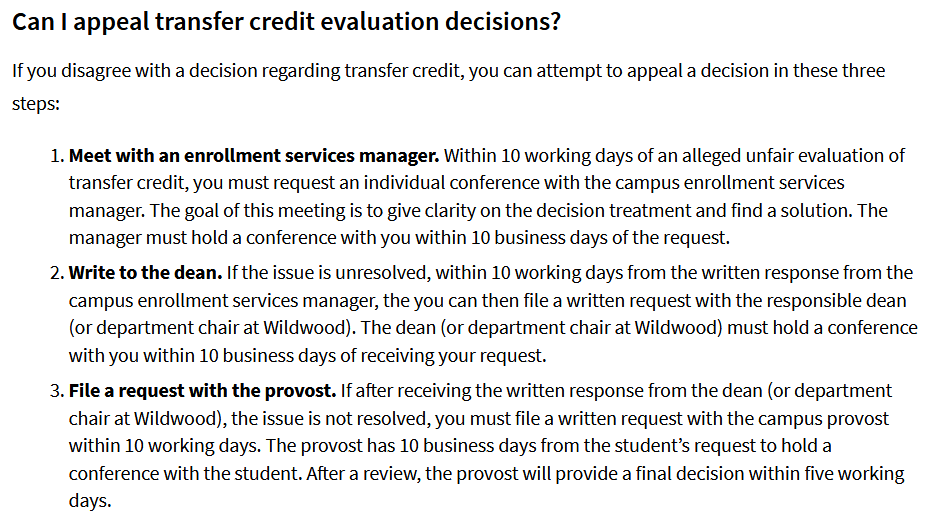 Can I appeal transfer credit evaluation decisions?
If you disagree with a decision regarding transfer credit, you can attempt to appeal a decision in these three
steps:
1. Meet with an enrollment services manager. Within 10 working days of an alleged unfair evaluation of
transfer credit, you must request an individual conference with the campus enrollment services
manager. The goal of this meeting is to give clarity on the decision treatment and find a solution. The
manager must hold a conference with you within 10 business days of the request.
2. Write to the dean. If the issue is unresolved, within 10 working days from the written response from the
campus enrollment services manager, the you can then file a written request with the responsible dean
(or department chair at Wildwood). The dean (or department chair at Wildwood) must hold a conference
with you within 10 business days of receiving your request.
3. File a request with the provost. If after receiving the written response from the dean (or department
chair at Wildwood), the issue is not resolved, you must file a written request with the campus provost
within 10 working days. The provost has 10 business days from the student’s request to hold a
conference with the student. After a review, the provost will provide a final decision within five working
days.